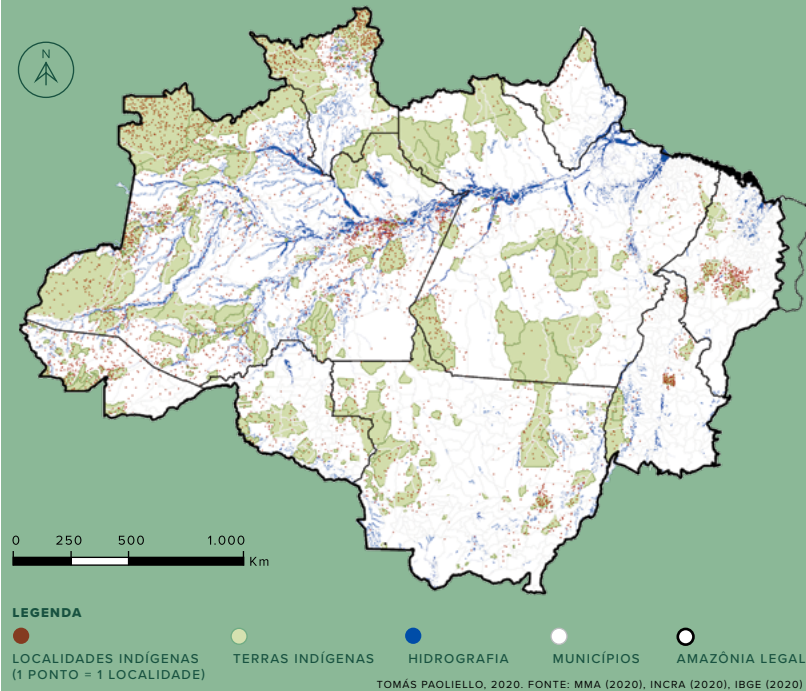 N
0 250 500 1.000
Km
LEGENDA
LOCALIDADES INDÍGENAS
(1 PONTO = 1 LOCALIDADE)
TERRAS INDÍGENAS
HIDROGRAFIA
MUNICÍPIOS
AMAZÔNIA LEGAL
TOMÁS PAOLIELLO, 2020. FONTE: MMA (2020), INCRA (2020), IBGE (2020)